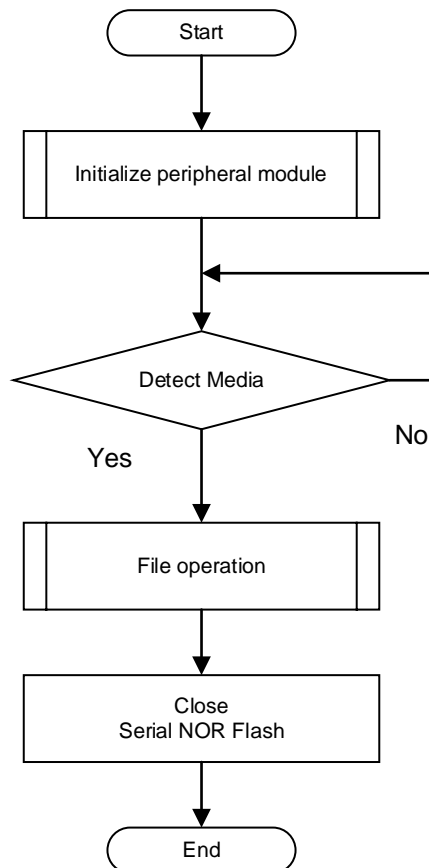 Start
Initialize peripheral module
Detect Media
No
Yes
File operation
Close
Serial NOR Flash
End